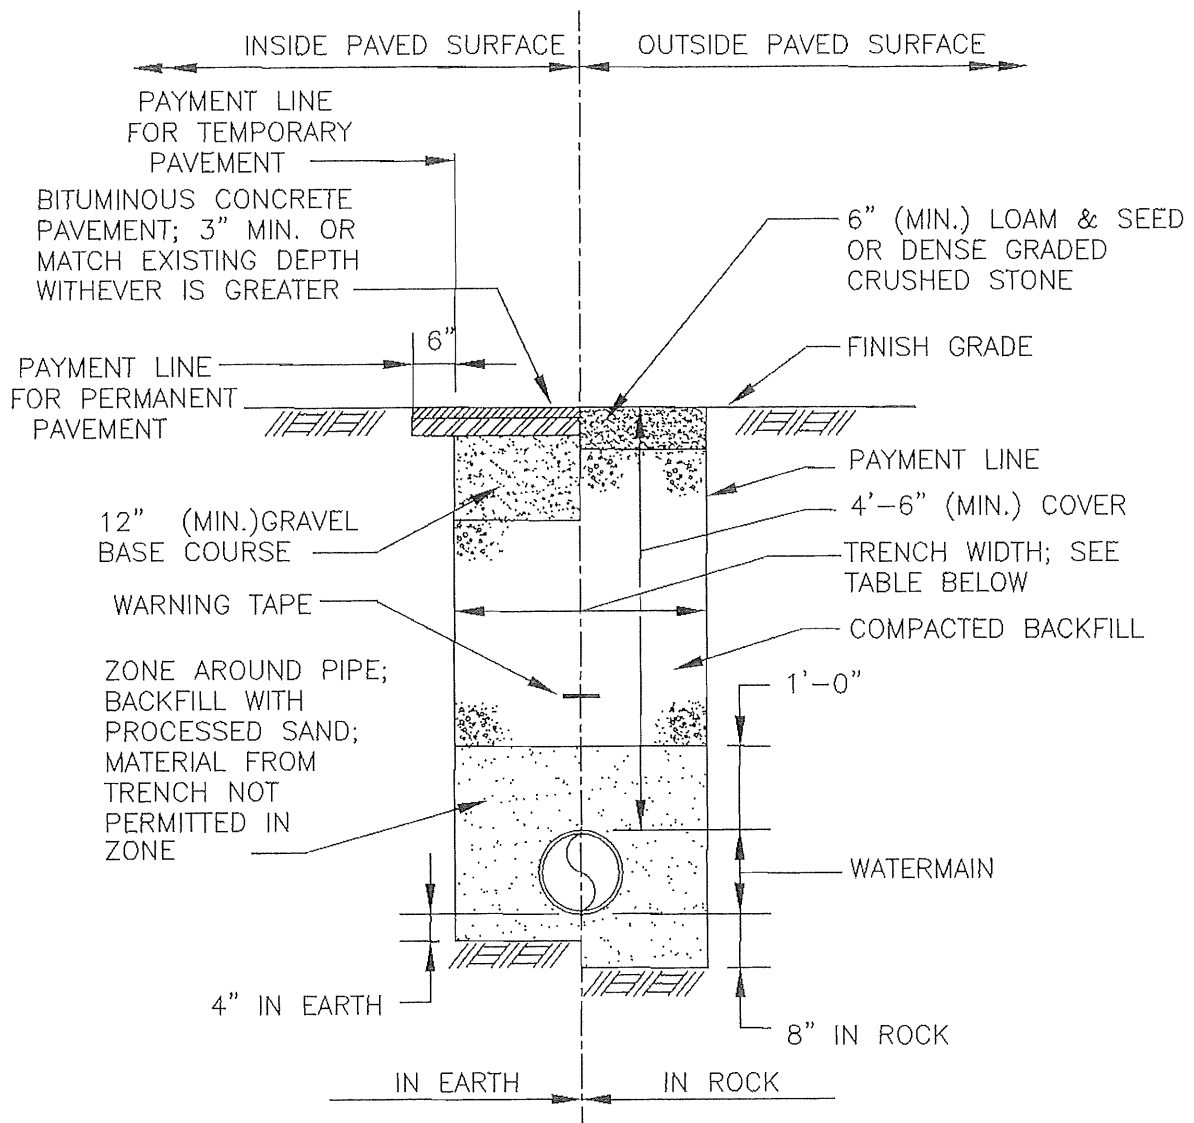 INSIDE PAVED SURFACE
OUTSIDE PAVED SURFACE
PAYMENT LINE
FOR TEMPORARY
PAVEMENT
BITUMINOUS CONCRETE
PAVEMENT; 3" MIN. OR
MATCH EXISTING DEPTH
WITHEVER IS GREATER
6" (MIN.) LOAM & SEED
OR DENSE GRADED
CRUSHED STONE
6"
FINISH GRADE
PAYMENT LINE
FOR PERMANENT
PAVEMENT
PAYMENT LINE
12" (MIN.)GRAVEL
BASE COURSE
4'-6" (MIN.) COVER
TRENCH WIDTH; SEE
TABLE BELOW
WARNING TAPE
COMPACTED BACKFILL
ZONE AROUND PIPE;
BACKFILL WITH
PROCESSED SAND;
MATERIAL FROM
TRENCH NOT
PERMITTED IN
ZONE
1'-0"
WATERMAIN
4" IN EARTH
8" IN ROCK
IN EARTH
IN ROCK